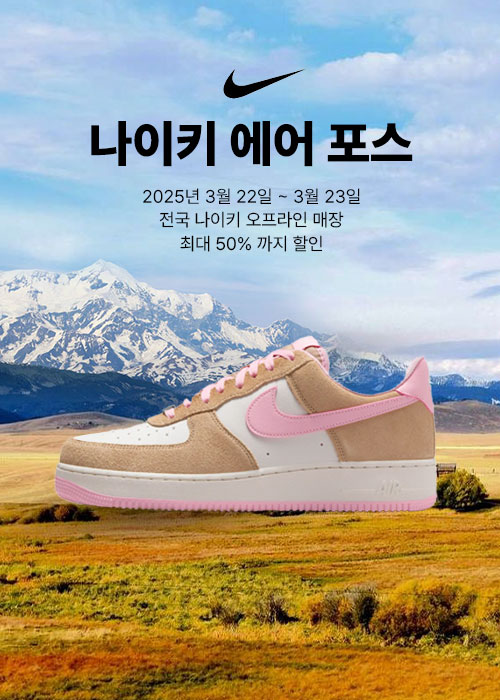 나이키 에어 포스
2025년 3월 22일 ~ 3월 23일
전국 나이키 오프라인 매장
최대 50% 까지 할인
AIR